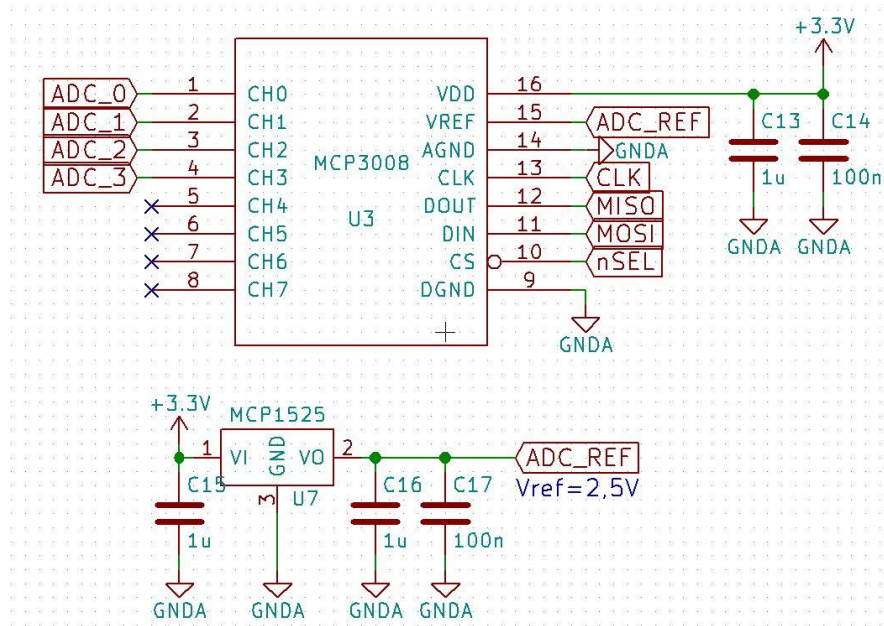 +3.3V
ADC_0 1 CH0 VDD 16
ADC_1 2 CH1 VREF 15 ADC_REF C13 C14
ADC_2 3 CH2 MCP3008 AGND 14 GNDA
ADC_3 4 CH3 CLK 13 CLK 1u 100n
5 CH4 U3 DOUT 12 MISO
6 CH5 DIN 11 MOSI GNDA GNDA
7 CH6 CS 10 nSEL
8 CH7 DGND 9
GNDA
+3.3V MCP1525
1 VI GND VO 2 ADC_REF
C15 3 U7 C16 C17 Vref=2,5V
1u 1u 100n
GNDA GNDA GNDA GNDA